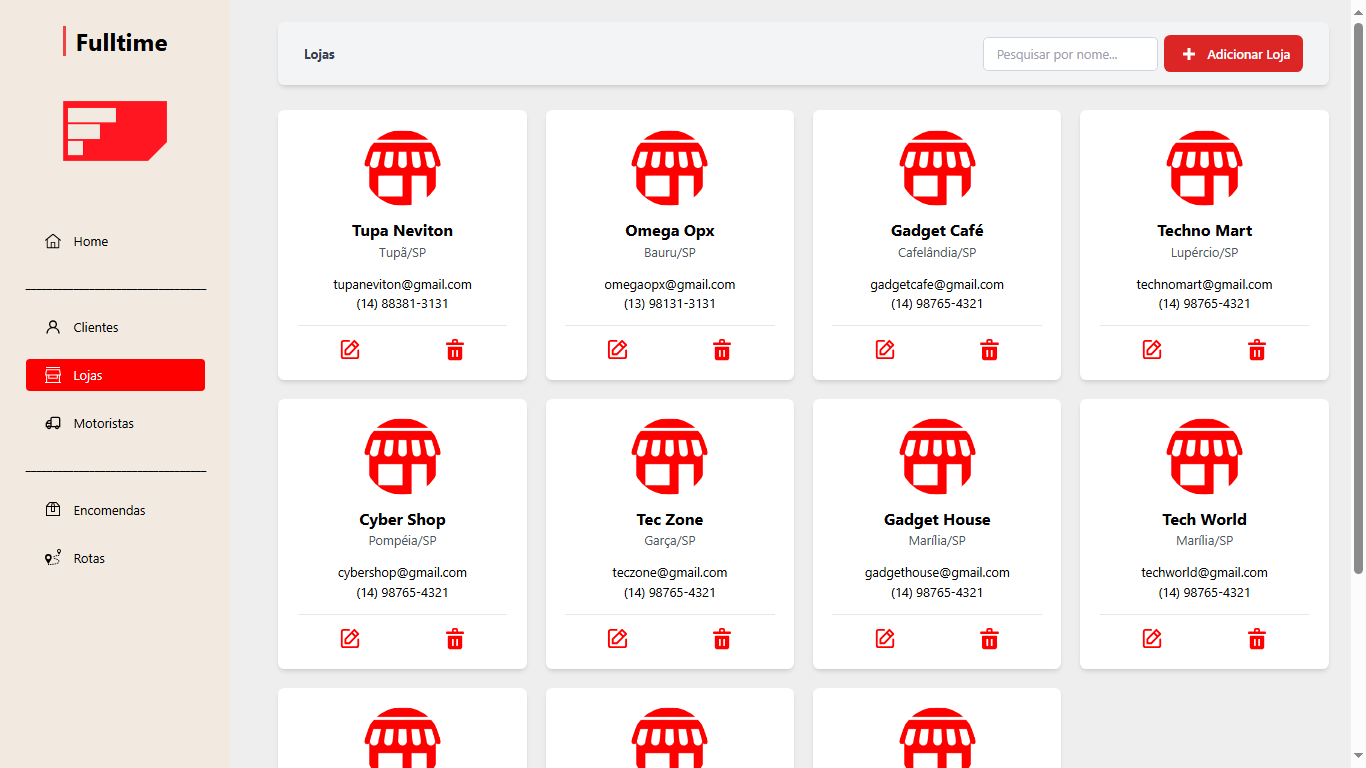 Fulltime
Home
Clientes
Lojas
Motoristas
Encomendas
Rotas
Lojas
Pesquisar por nome...
Adicionar Loja
Tupa Neviton
Tupã/SP
tupaneviton@gmail.com
(14) 88381-3131
Omega Opx
Bauru/SP
omegaopx@gmail.com
(13) 98131-3131
Gadget Café
Cafelândia/SP
gadgetcafe@gmail.com
(14) 98765-4321
Techno Mart
Lupércio/SP
technomart@gmail.com
(14) 98765-4321
Cyber Shop
Pompéia/SP
cybershop@gmail.com
(14) 98765-4321
Tec Zone
Garça/SP
teczone@gmail.com
(14) 98765-4321
Gadget House
Marília/SP
gadgethouse@gmail.com
(14) 98765-4321
Tech World
Marília/SP
techworld@gmail.com
(14) 98765-4321